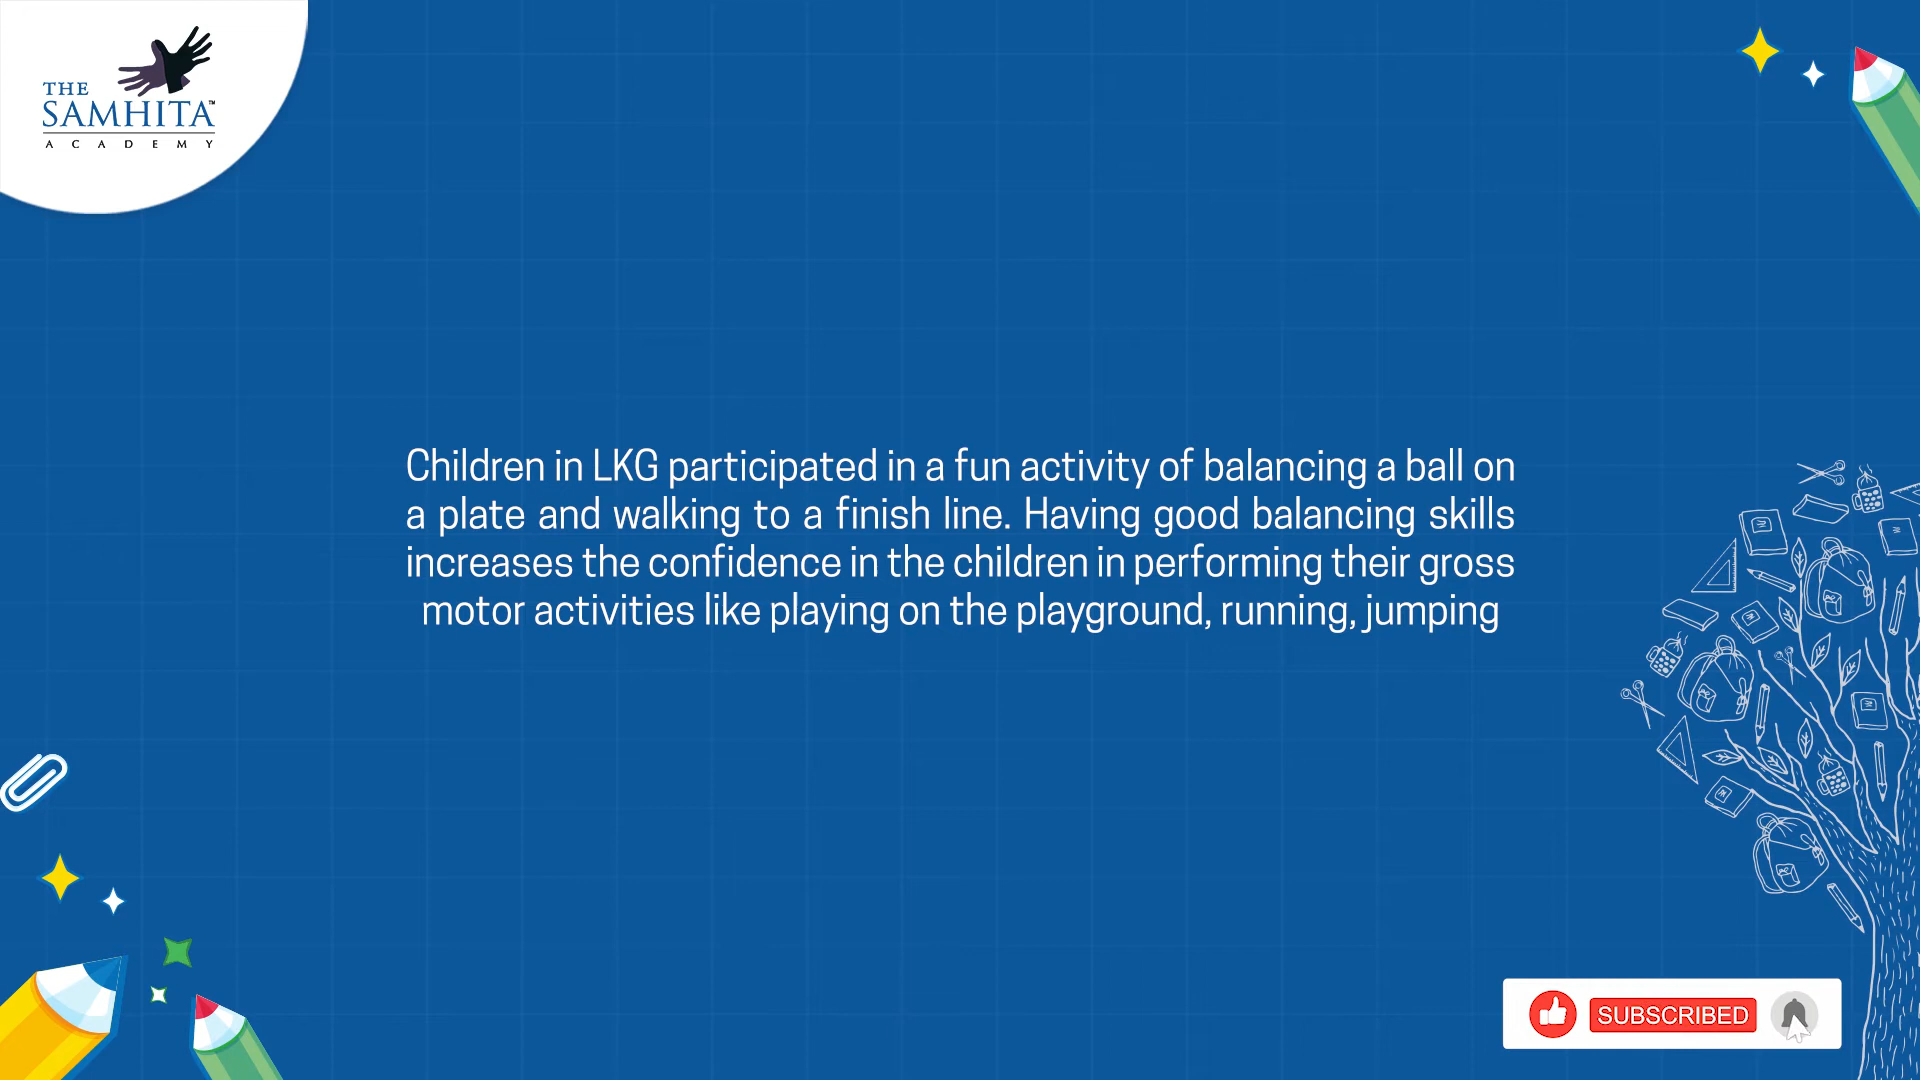 THE
SAMHITA™
ACADEMY
Children in LKG participated in a fun activity of balancing a ball on
a plate and walking to a finish line. Having good balancing skills
increases the confidence in the children in performing their gross
motor activities like playing on the playground, running, jumping
SUBSCRIBED